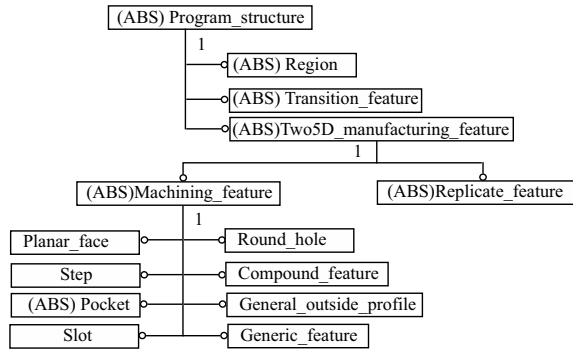 (ABS) Program_structure
1
(ABS) Region
(ABS) Transition_feature
(ABS)Two5D_manufacturing_feature
1
(ABS)Machining_feature
(ABS)Replicate_feature
1
Planar_face
Round_hole
Step
Compound_feature
(ABS) Pocket
General_outside_profile
Slot
Generic_feature